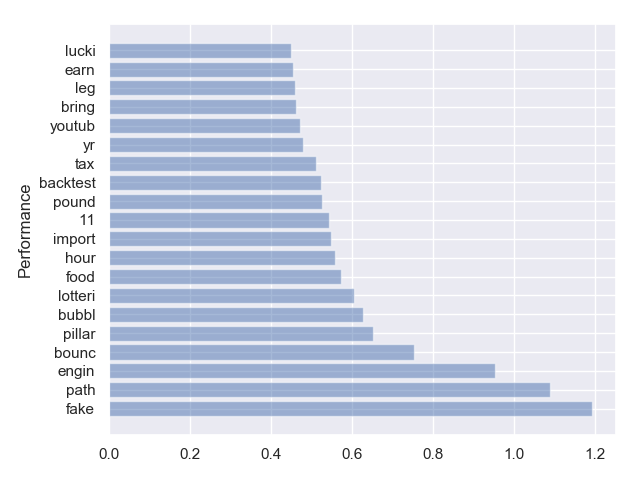 lucki
earn
leg
bring
youtub
yr
tax
backtest
pound
11
import
hour
food
lotteri
bubbl
pillar
bounc
engin
path
fake
Performance
0.0 0.2 0.4 0.6 0.8 1.0 1.2